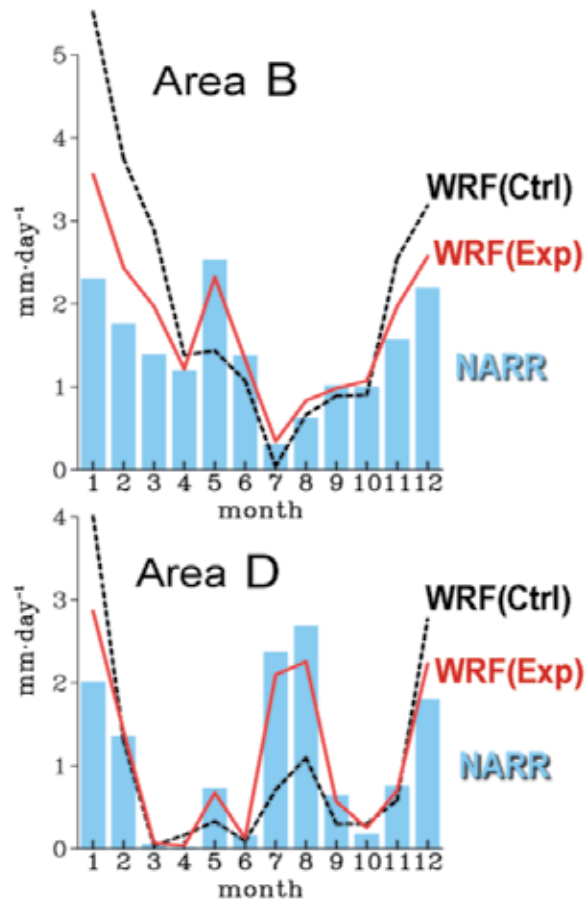 5
Area B
4
mm·day⁻¹
3
WRF(Ctrl)
WRF(Exp)
2
NARR
1
0
1 2 3 4 5 6 7 8 9 10 11 12
month
4
Area D
3
WRF(Ctrl)
mm·day⁻¹
WRF(Exp)
2
NARR
1
0
1 2 3 4 5 6 7 8 9 10 11 12
month